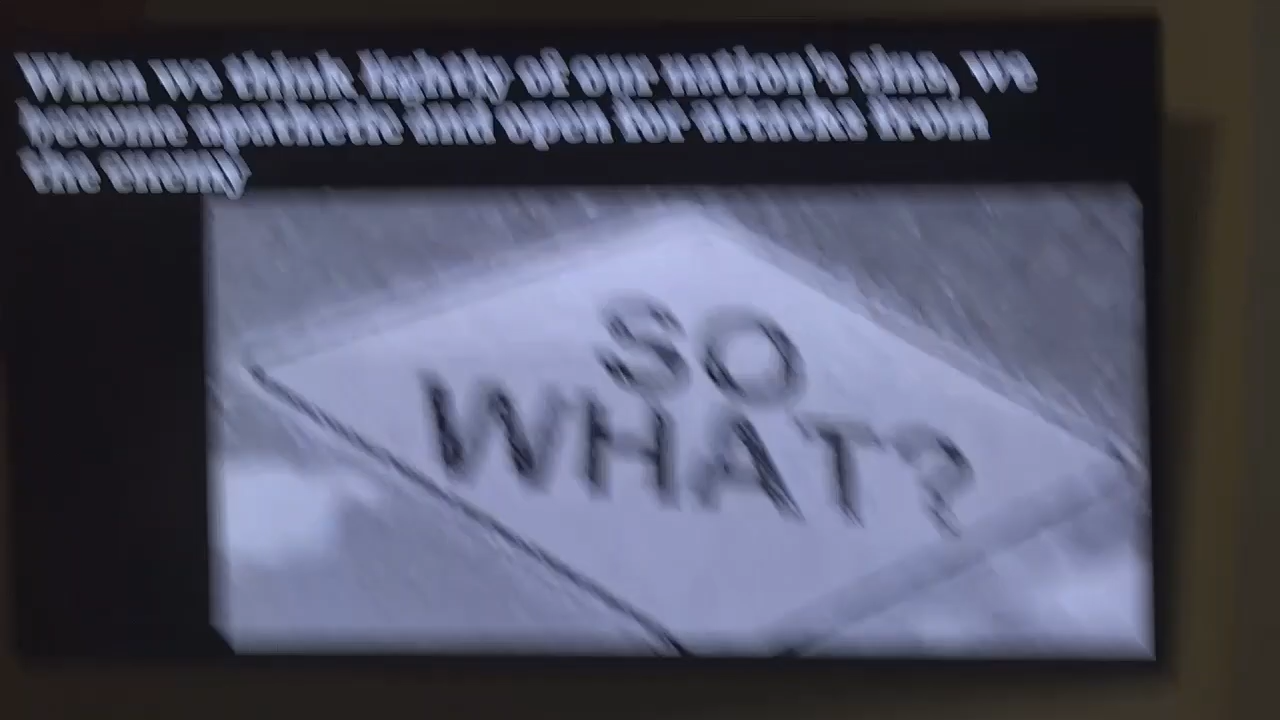 When we think lightly of our nation's sins, we
become apathetic and open for attacks from
the enemy
SO
WHAT?